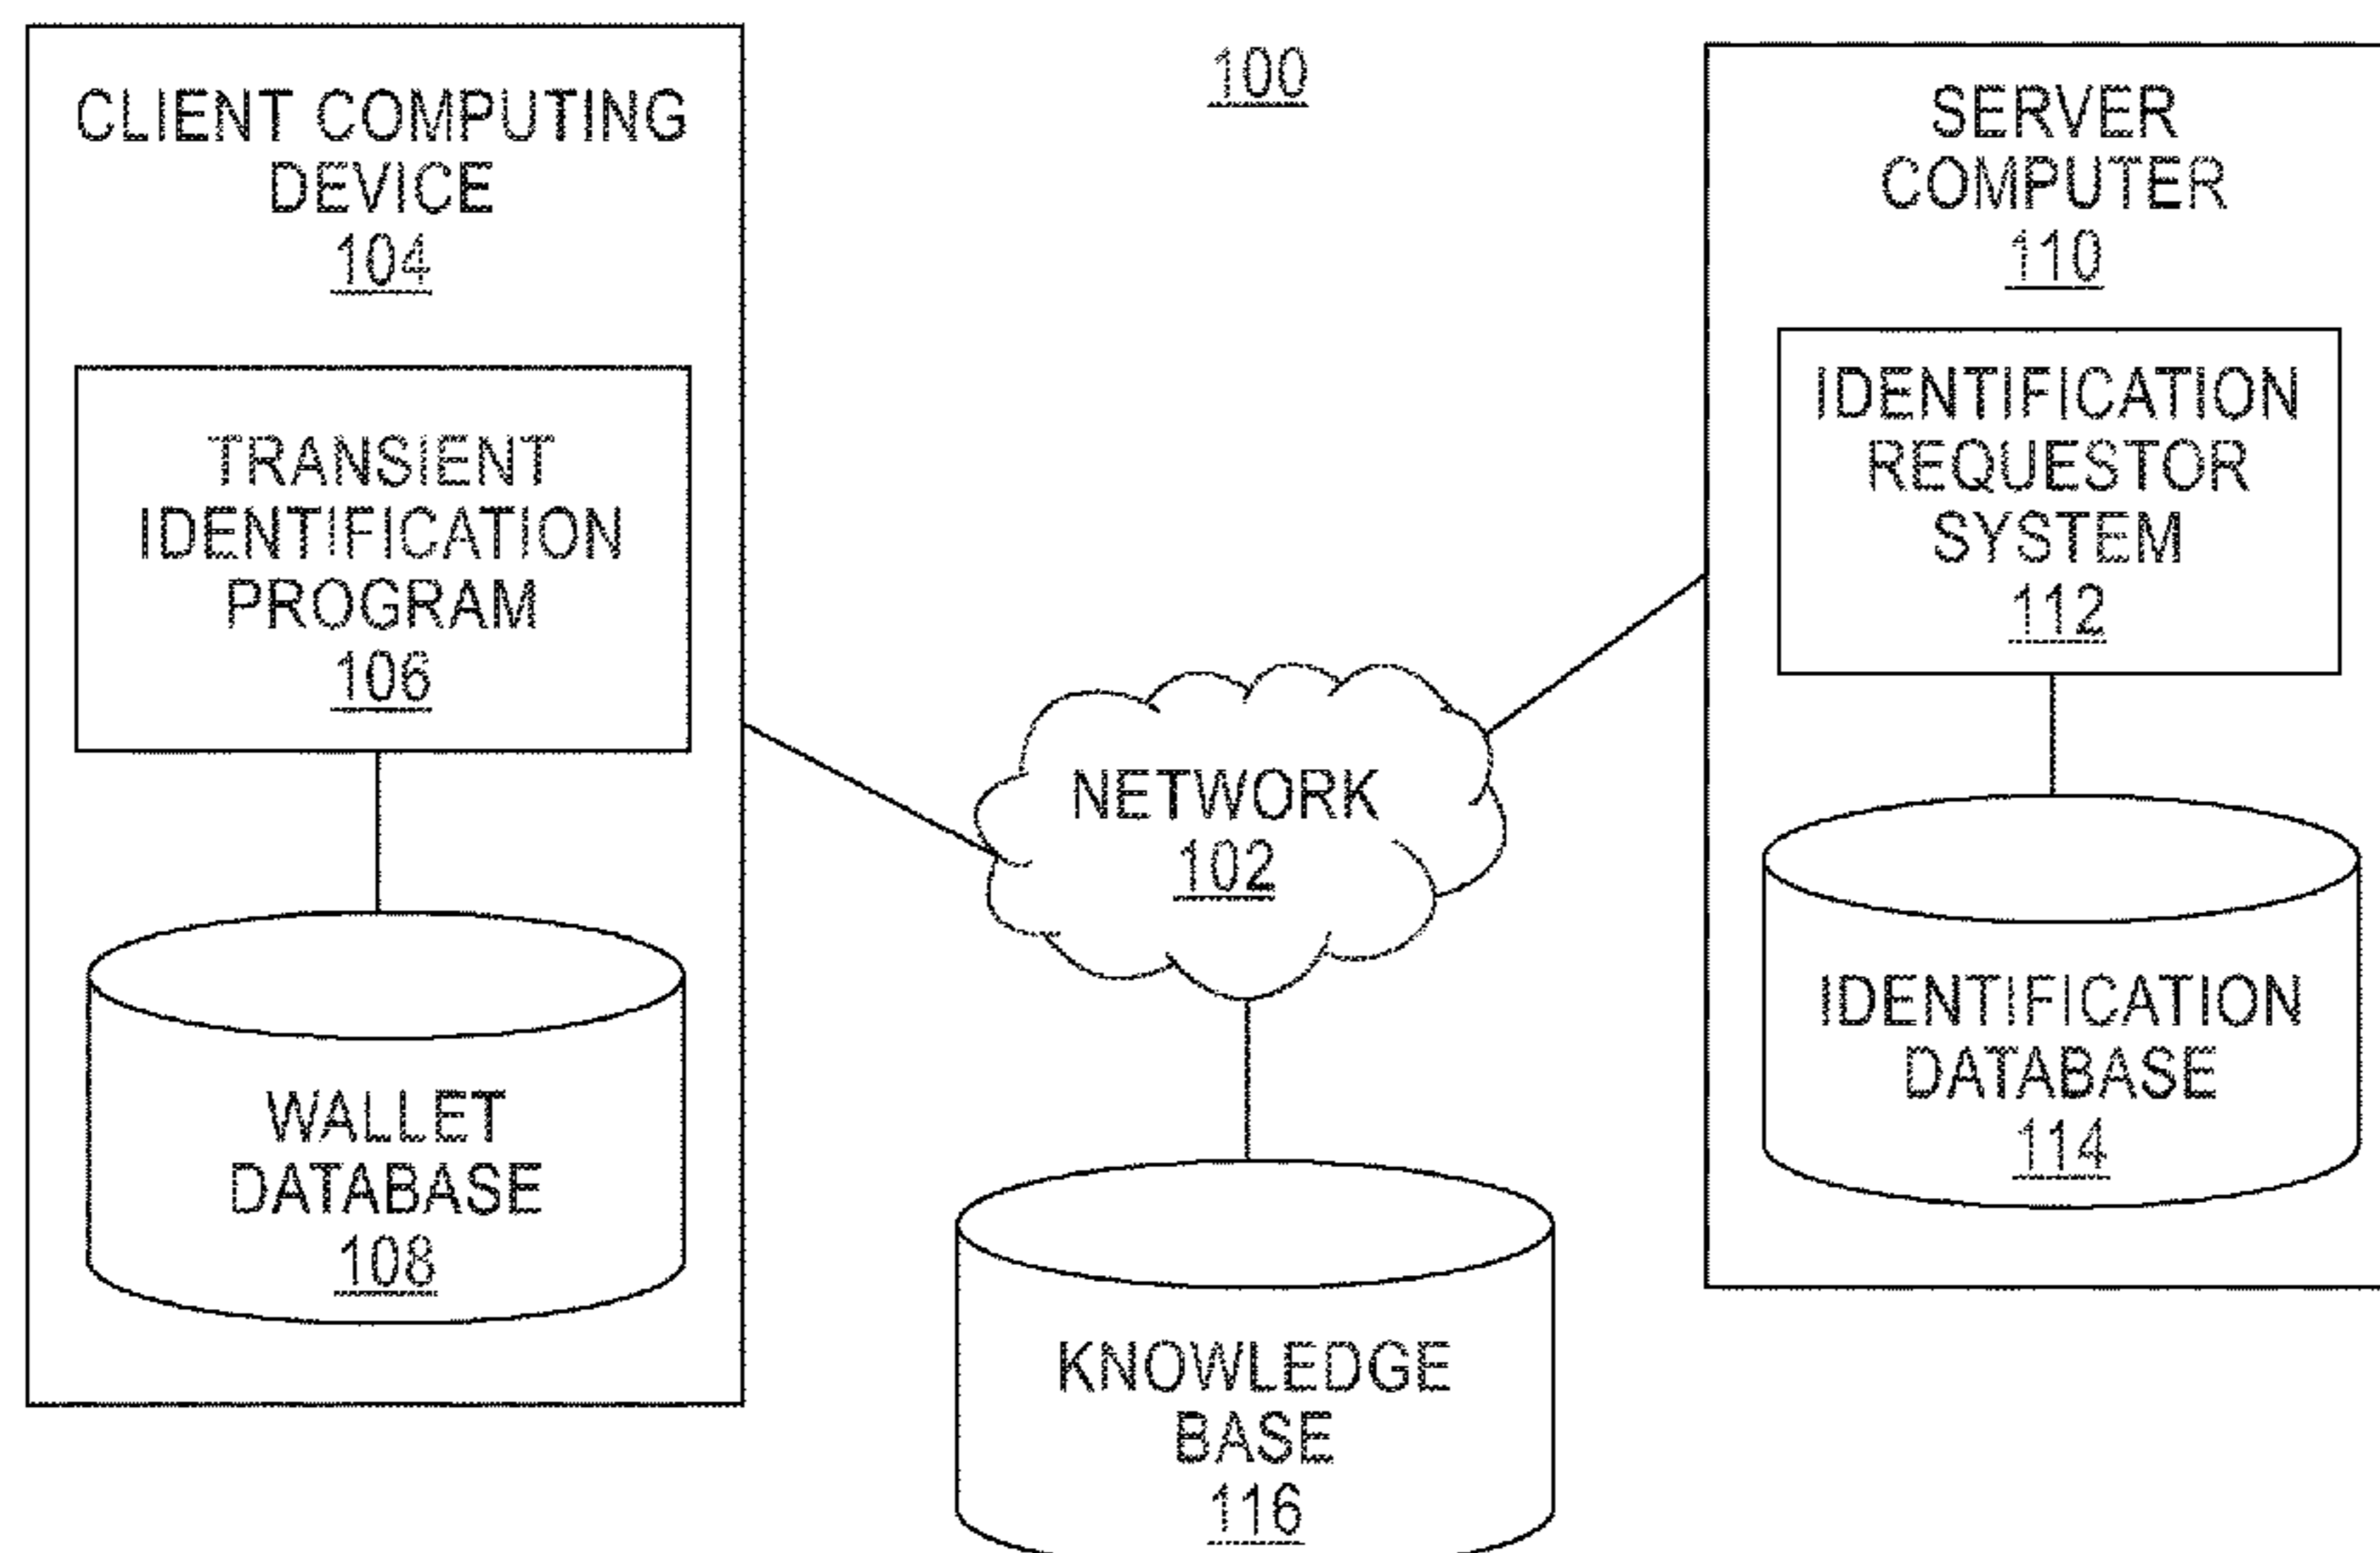 100
CLIENT COMPUTING
DEVICE
104
TRANSIENT
IDENTIFICATION
PROGRAM
106
WALLET
DATABASE
108
NETWORK
102
KNOWLEDGE
BASE
116
SERVER
COMPUTER
110
IDENTIFICATION
REQUESTOR
SYSTEM
112
IDENTIFICATION
DATABASE
114